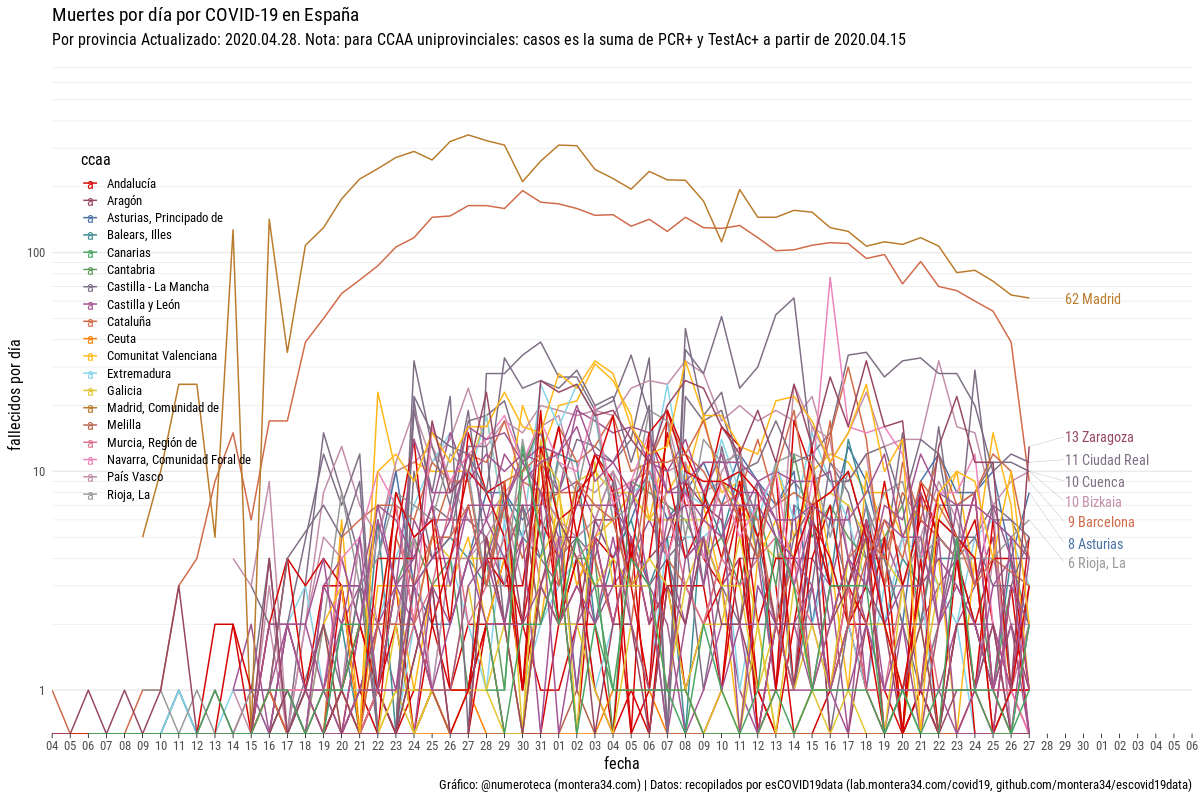 Muertes por día por COVID-19 en España
Por provincia Actualizado: 2020.04.28. Nota: para CCAA uniprovinciales: casos es la suma de PCR+ y TestAc+ a partir de 2020.04.15
ccaa
Andalucía
Aragón
Asturias, Principado de
Balears, Illes
Canarias
Cantabria
Castilla - La Mancha
Castilla y León
Cataluña
Ceuta
Comunitat Valenciana
Extremadura
Galicia
Madrid, Comunidad de
Melilla
Murcia, Región de
Navarra, Comunidad Foral de
País Vasco
Rioja, La
fallecidos por día
100
10
1
62 Madrid
13 Zaragoza
11 Ciudad Real
10 Cuenca
10 Bizkaia
9 Barcelona
8 Asturias
6 Rioja, La
04 05 06 07 08 09 10 11 12 13 14 15 16 17 18 19 20 21 22 23 24 25 26 27 28 29 30 31 01 02 03 04 05 06 07 08 09 10 11 12 13 14 15 16 17 18 19 20 21 22 23 24 25 26 27 28 29 30 01 02 03 04 05 06
fecha
Gráfico: @numeroteca (montera34.com) | Datos: recopilados por esCOVID19data (lab.montera34.com/covid19, github.com/montera34/escovid19data)